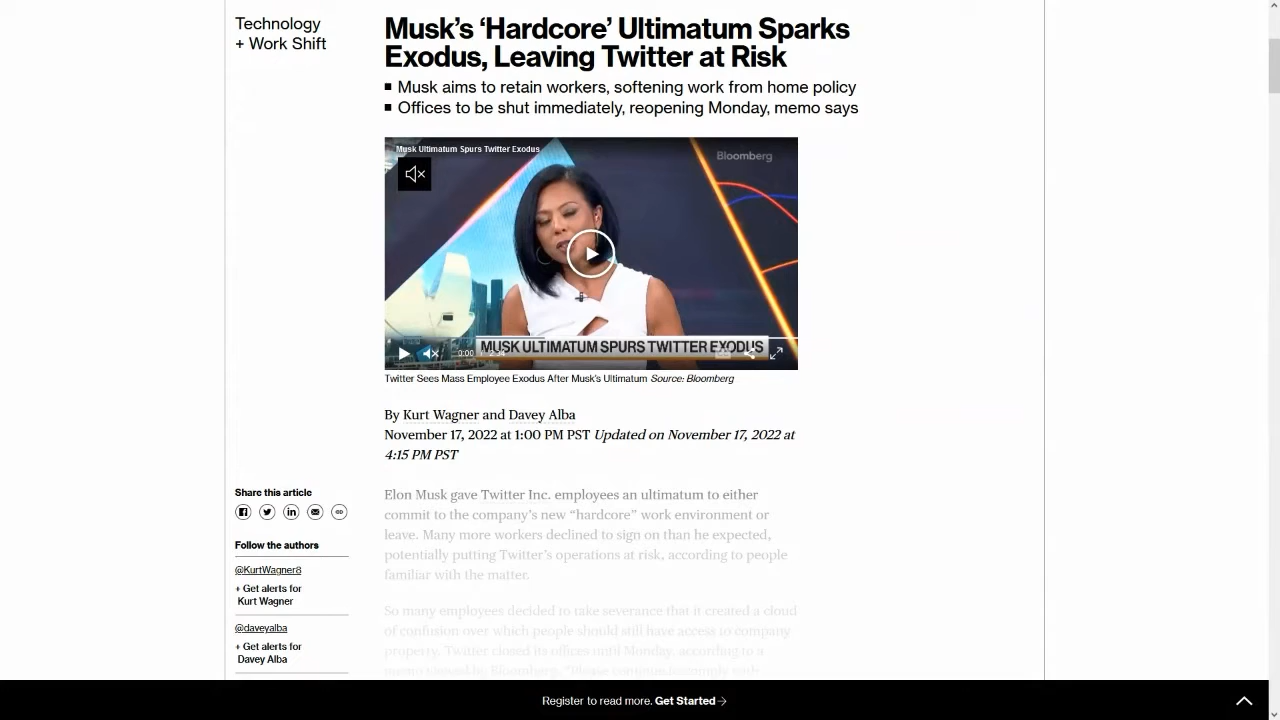 Technology
+ Work Shift
Musk's ‘Hardcore’ Ultimatum Sparks
Exodus, Leaving Twitter at Risk
■ Musk aims to retain workers, softening work from home policy
■ Offices to be shut immediately, reopening Monday, memo says
Musk Ultimatum Spurs Twitter Exodus
Bloomberg
MUSK ULTIMATUM SPURS TWITTER EXODUS
0:00
Twitter Sees Mass Employee Exodus After Musk's Ultimatum Source: Bloomberg
By Kurt Wagner and Davey Alba
November 17, 2022 at 1:00 PM PST Updated on November 17, 2022 at
4:15 PM PST
Share this article
Follow the authors
@KurtWagner8
+ Get alerts for
Kurt Wagner
@daveyalba
+ Get alerts for
Davey Alba
Elon Musk gave Twitter Inc. employees an ultimatum to either
commit to the company's new “hardcore” work environment or
leave. Many more workers declined to sign on than he expected,
potentially putting Twitter's operations at risk, according to people
familiar with the matter.
So many employees decided to take severance that it created a cloud
of confusion over which people should still have access to company
property. Twitter closed its offices until Monday, according to a
memo viewed by Bloomberg. “Please continue
Register to read more. Get Started